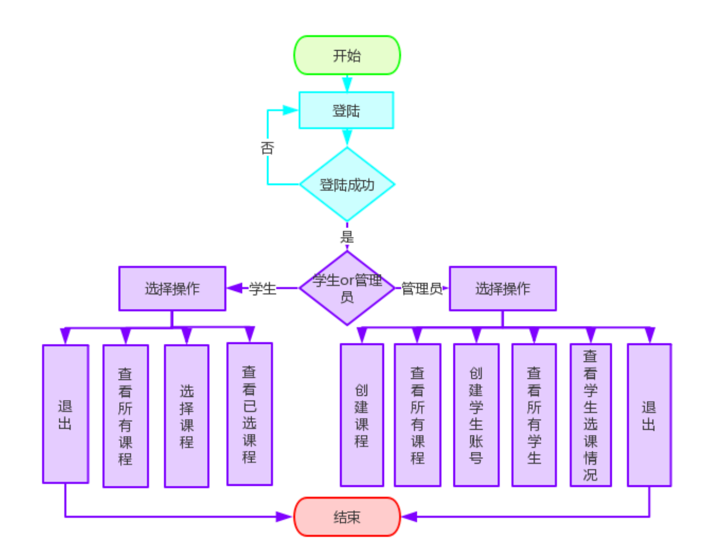 开始
登陆
否
登陆成功
是
学生or管理
员
学生
管理员
选择操作
选择操作
退出
查看所有课程
选择课程
查看已选课程
创建课程
查看所有课程
创建学生账号
查看所有学生
查看学生选课情况
退出
结束